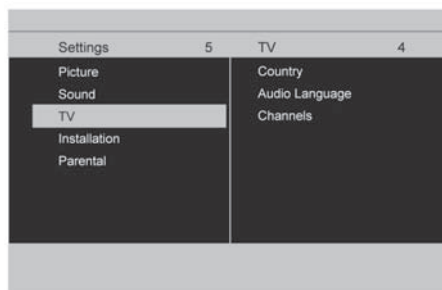 Settings 5
Picture
Sound
TV
Installation
Parental
TV 4
Country
Audio Language
Channels